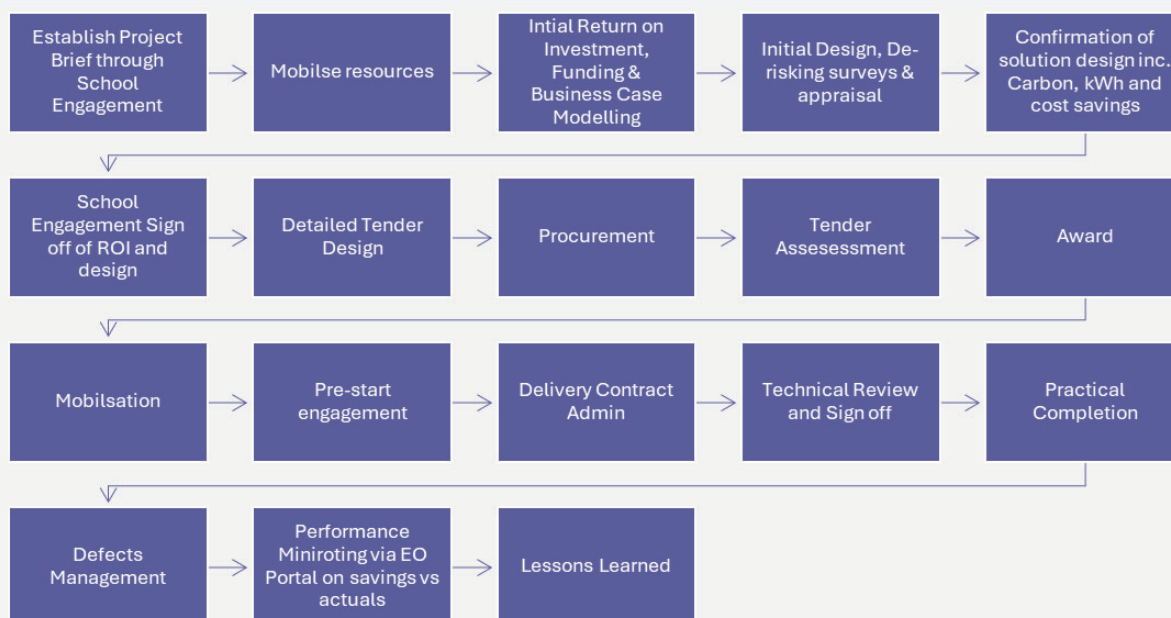 Establish Project
Brief through
School
Engagement
Mobilse resources
Intial Return on
Investment,
Funding &
Business Case
Modelling
Initial Design, De-
risking surveys &
appraisal
Confirmation of
solution design inc.
Carbon, kWh and
cost savings
School
Engagement Sign
off of ROI and
design
Detailed Tender
Design
Procurement
Tender
Assesessment
Award
Mobilsation
Pre-start
engagement
Delivery Contract
Admin
Technical Review
and Sign off
Practical
Completion
Defects
Management
Performance
Miniroting via EO
Portal on savings vs
actuals
Lessons Learned